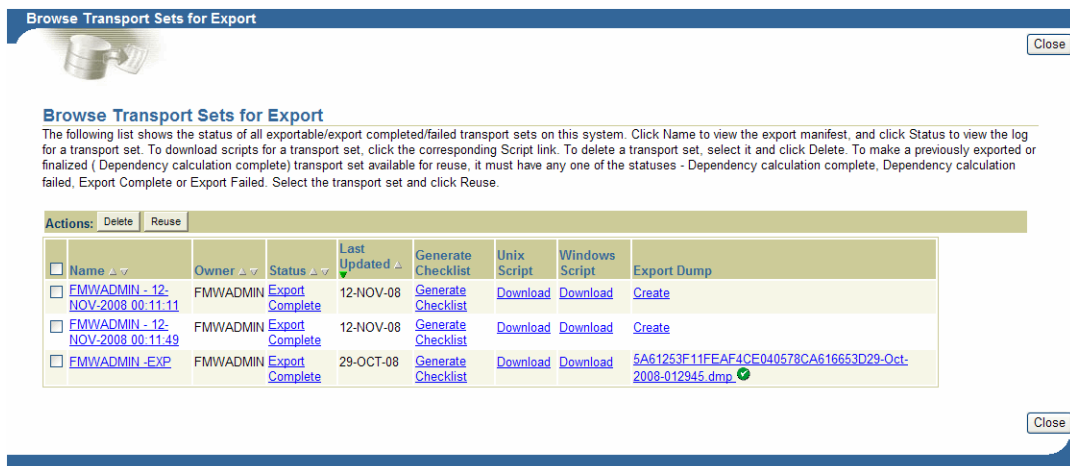 Browse Transport Sets for Export
Close
Browse Transport Sets for Export
The following list shows the status of all exportable/export completed/failed transport sets on this system. Click Name to view the export manifest, and click Status to view the log
for a transport set. To download scripts for a transport set, click the corresponding Script link. To delete a transport set, select it and click Delete. To make a previously exported or
finalized ( Dependency calculation complete) transport set available for reuse, it must have any one of the statuses - Dependency calculation complete, Dependency calculation
failed, Export Complete or Export Failed. Select the transport set and click Reuse.
Actions: Delete Reuse
Name Owner Status Last Updated Generate Checklist Unix Script Windows Script Export Dump
FMWADMIN - 12-
NOV-2008 00:11:11 FMWADMIN Export Complete 12-NOV-08 Generate Checklist Download Download Create
FMWADMIN - 12-
NOV-2008 00:11:49 FMWADMIN Export Complete 12-NOV-08 Generate Checklist Download Download Create
FMWADMIN -EXP FMWADMIN Export Complete 29-OCT-08 Generate Checklist Download Download 5A61253F11FEAF4CE040578CA616653D29-Oct-
2008-012945.dmp
Close